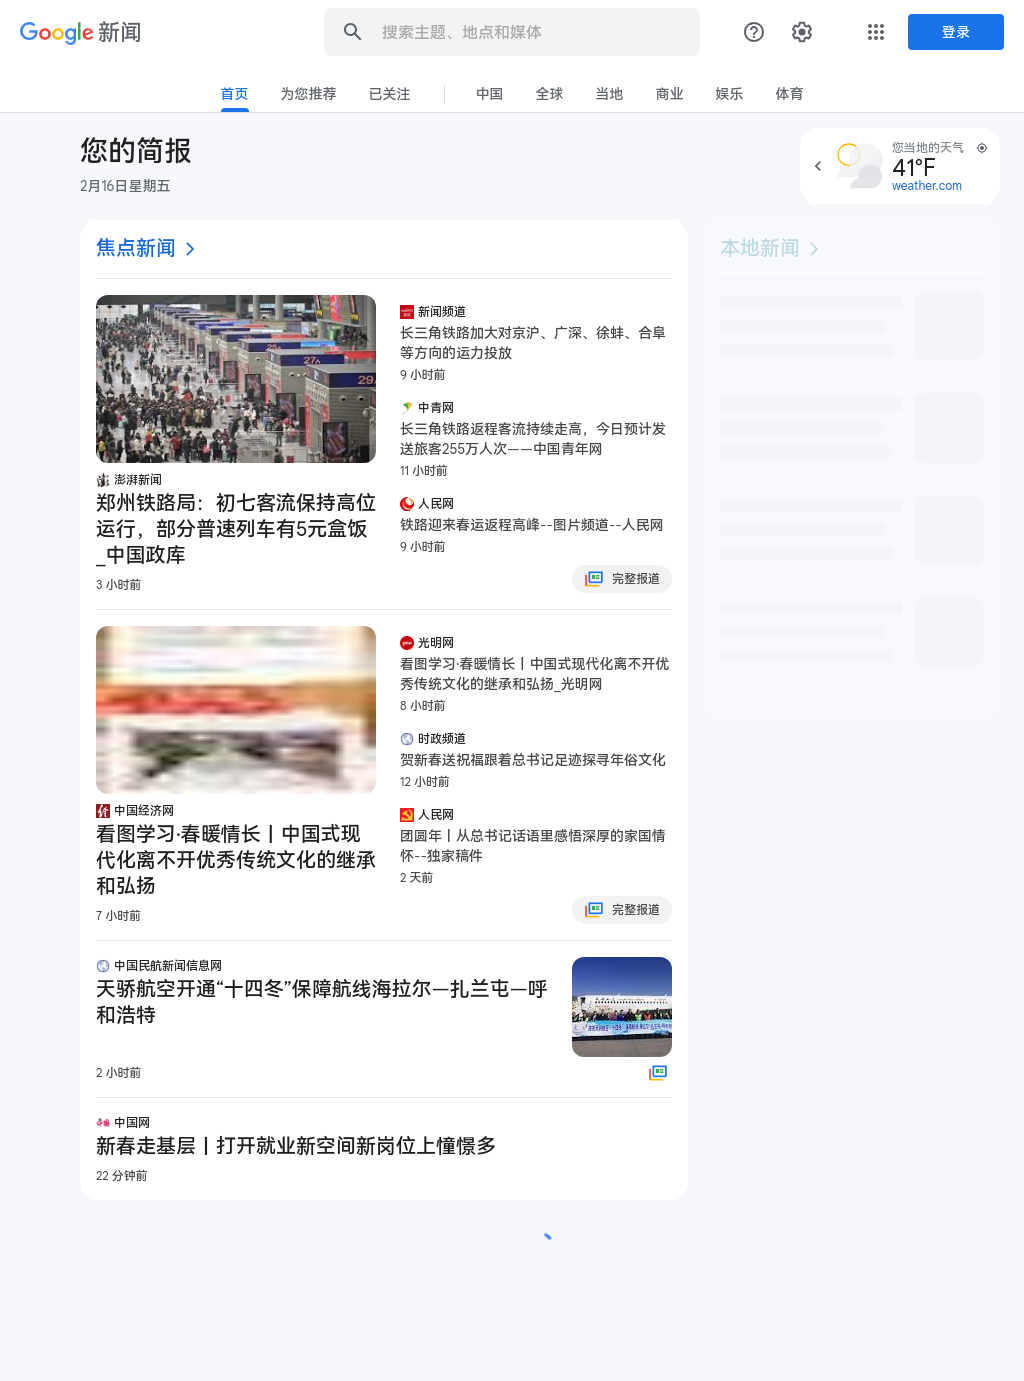 Google 新闻
搜索主题、地点和媒体
登录
首页
为您推荐
已关注
中国
全球
当地
商业
娱乐
体育
您的简报
2月16日星期五
您当地的天气
41°F
weather.com
焦点新闻
澎湃新闻
郑州铁路局：初七客流保持高位
运行，部分普速列车有5元盒饭
_中国政库
3 小时前
新闻频道
长三角铁路加大对京沪、广深、徐蚌、合阜
等方向的运力投放
9 小时前
中青网
长三角铁路返程客流持续走高，今日预计发
送旅客255万人次——中国青年网
11 小时前
人民网
铁路迎来春运返程高峰--图片频道--人民网
9 小时前
完整报道
中国经济网
看图学习·春暖情长丨中国式现
代化离不开优秀传统文化的继承
和弘扬
7 小时前
光明网
看图学习·春暖情长丨中国式现代化离不开优
秀传统文化的继承和弘扬_光明网
8 小时前
时政频道
贺新春送祝福跟着总书记足迹探寻年俗文化
12 小时前
人民网
团圆年丨从总书记话语里感悟深厚的家国情
怀--独家稿件
2 天前
完整报道
中国民航新闻信息网
天骄航空开通“十四冬”保障航线海拉尔—扎兰屯—呼
和浩特
2 小时前
中国网
新春走基层丨打开就业新空间新岗位上憧憬多
22 分钟前
本地新闻
27A
29A